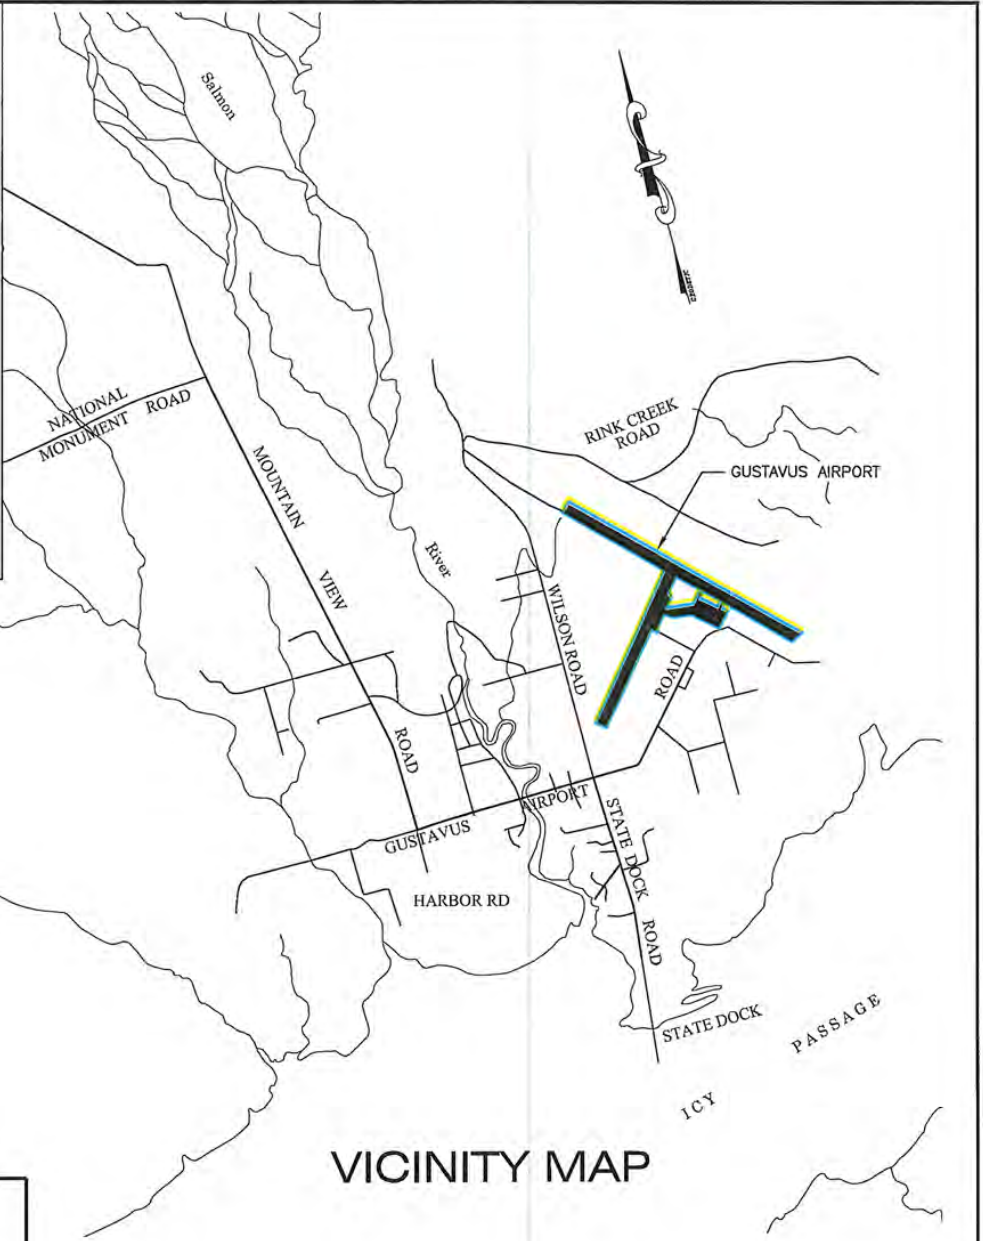 Salmon
NATIONAL
MONUMENT ROAD
RINK CREEK
ROAD
GUSTAVUS AIRPORT
MOUNTAIN
VIEW
ROAD
River
WILSON ROAD
ROAD
AIRPORT
GUSTAVUS
STATE DOCK ROAD
HARBOR RD
STATE DOCK
PASSAGE
ICY
VICINITY MAP